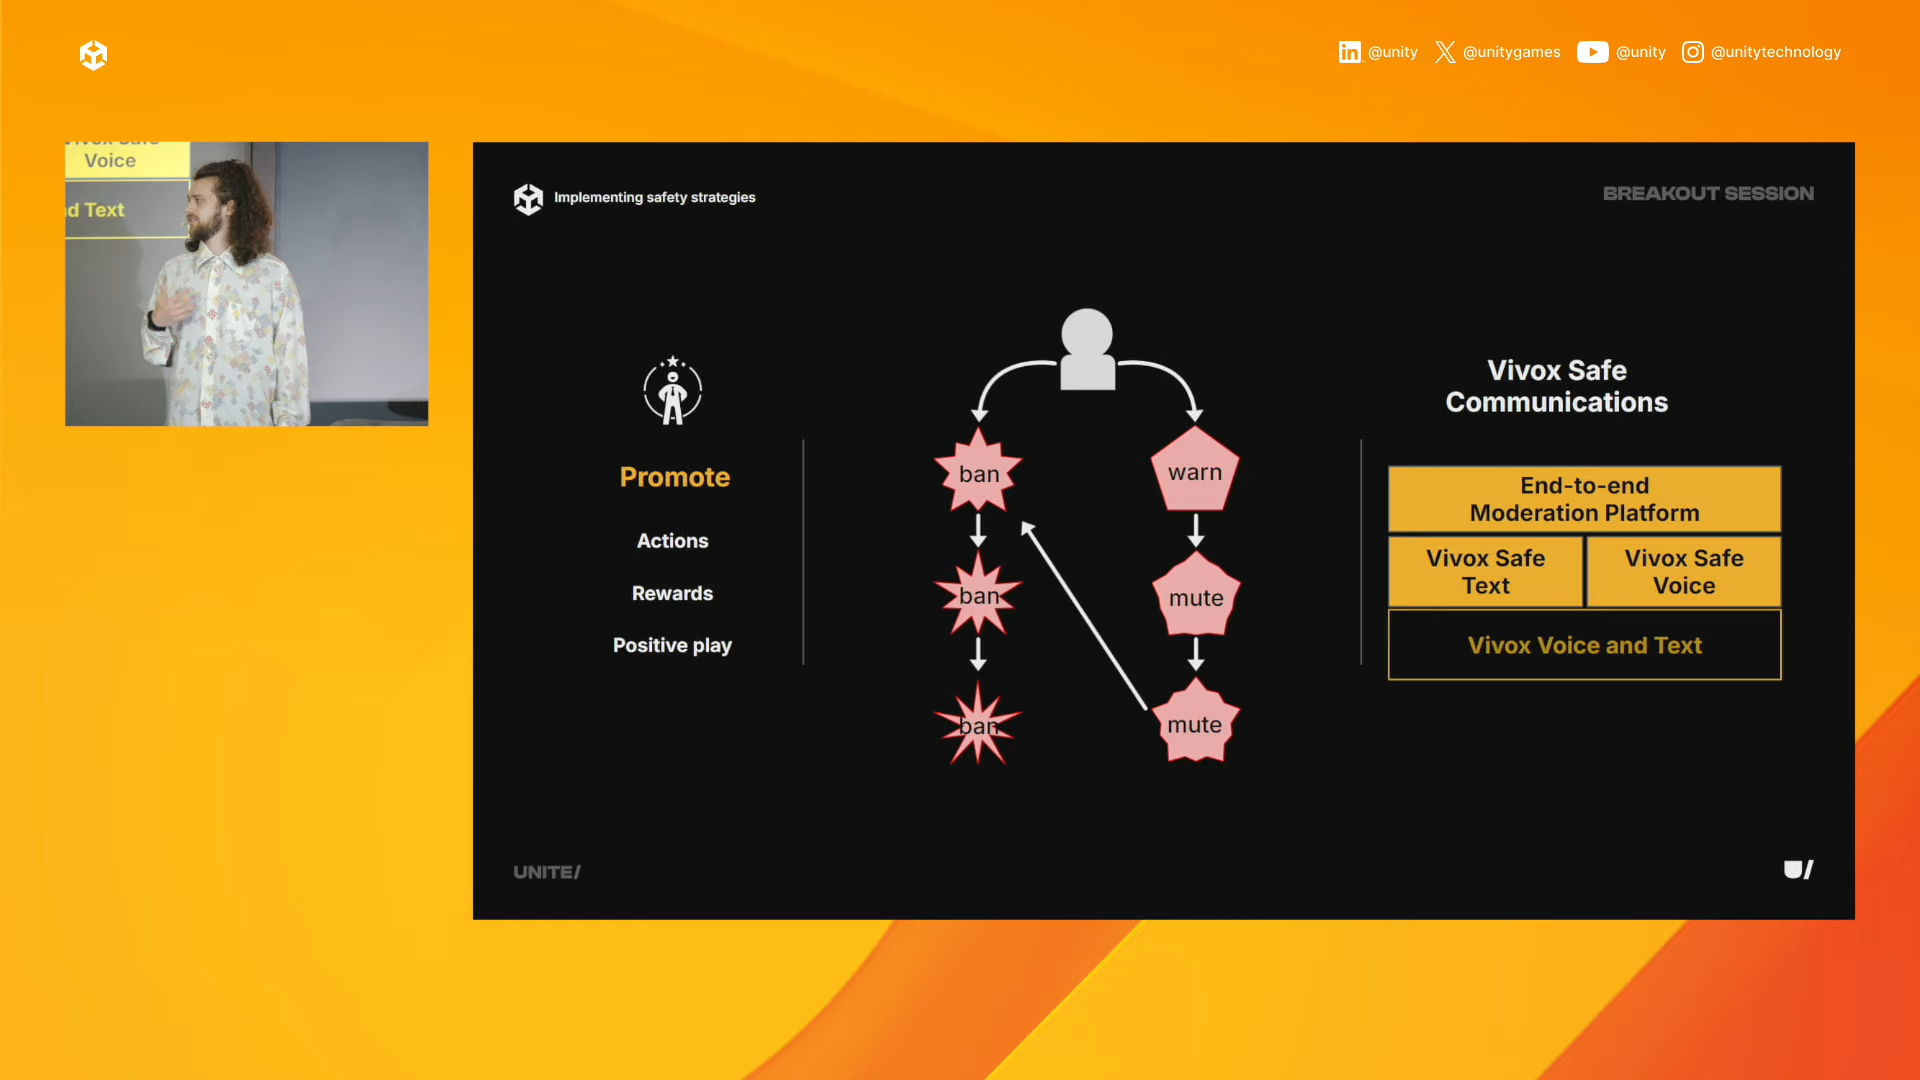 @unity
@unitygames
@unity
@unitytechnology
Voice
d Text
Implementing safety strategies
BREAKOUT SESSION
Promote
Actions
Rewards
Positive play
ban
ban
ban
warn
mute
mute
Vivox Safe
Communications
End-to-end
Moderation Platform
Vivox Safe
Text
Vivox Safe
Voice
Vivox Voice and Text
UNITE/
U/